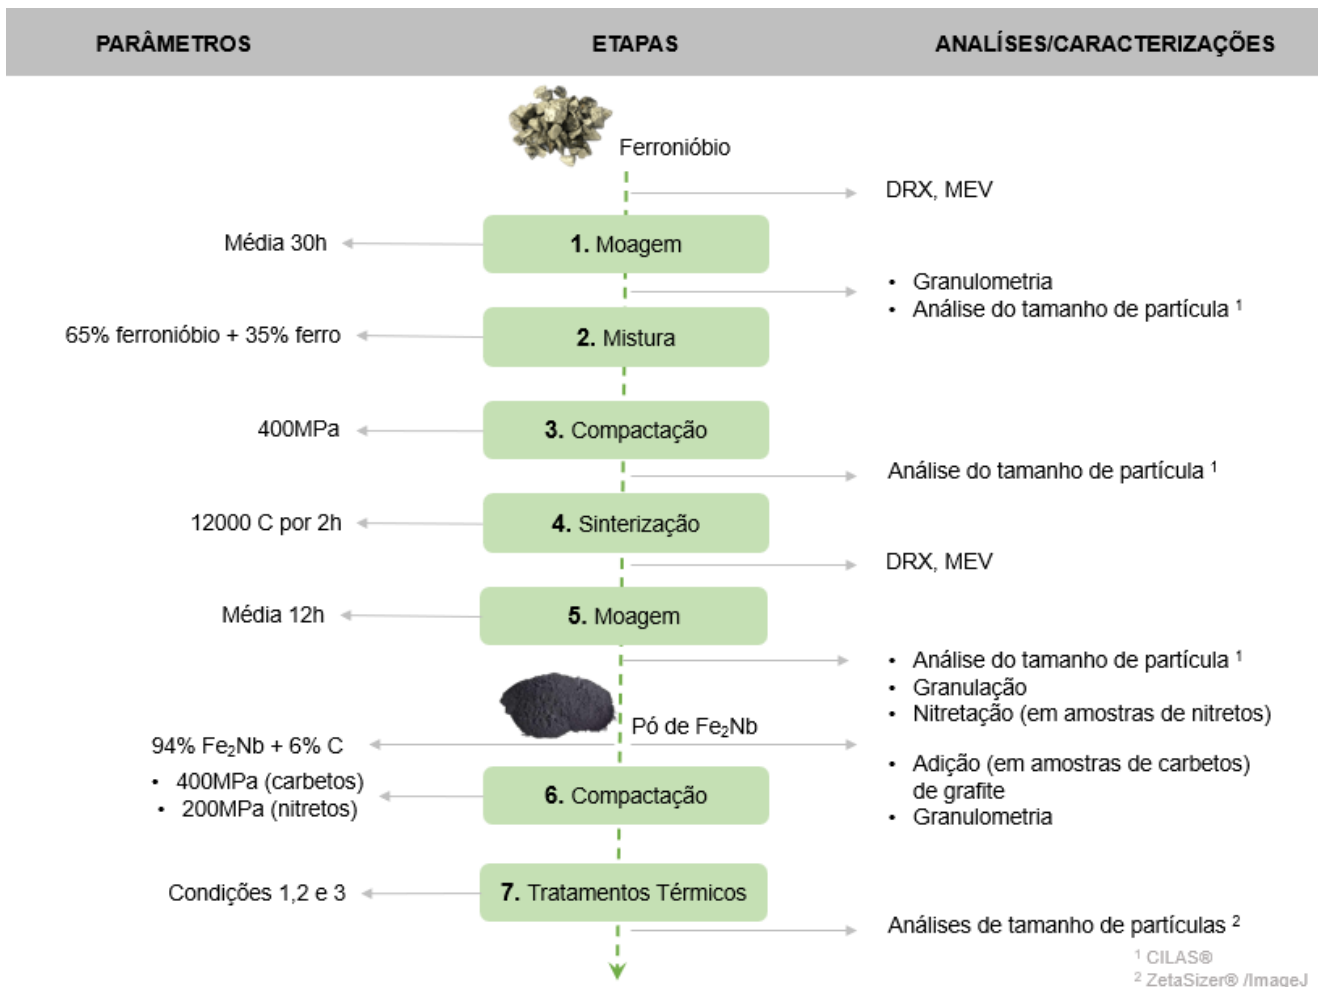 PARÂMETROS
ETAPAS
ANALÍSES/CARACTERIZAÇÕES
Ferronióbio
DRX, MEV
Média 30h
1. Moagem
• Granulometria
• Análise do tamanho de partícula ¹
65% ferronióbio + 35% ferro
2. Mistura
400MPa
3. Compactação
Análise do tamanho de partícula ¹
12000 C por 2h
4. Sinterização
DRX, MEV
Média 12h
5. Moagem
• Análise do tamanho de partícula ¹
• Granulação
• Nitretação (em amostras de nitretos)
Pó de Fe₂Nb
94% Fe₂Nb + 6% C
• Adição (em amostras de carbetos)
de grafite
• Granulometria
• 400MPa (carbetos)
• 200MPa (nitretos)
6. Compactação
Condições 1,2 e 3
7. Tratamentos Térmicos
Análises de tamanho de partículas ²
¹ CILAS®
² ZetaSizer® /ImageJ